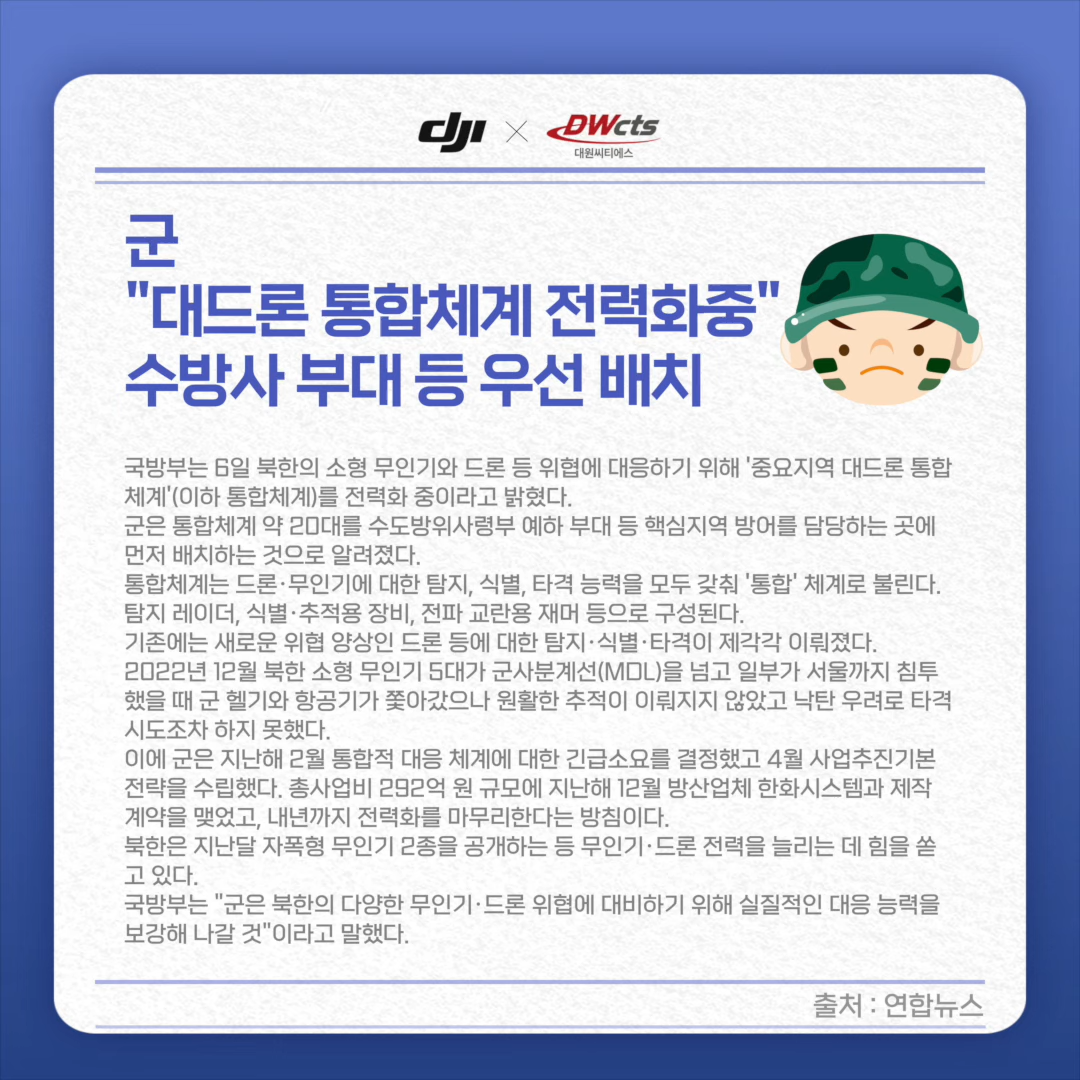 dji × DWcts
대원씨티에스
군
"대드론 통합체계 전력화중"
수방사 부대 등 우선 배치
국방부는 6일 북한의 소형 무인기와 드론 등 위협에 대응하기 위해 '중요지역 대드론 통합
체계'(이하 통합체계)를 전력화 중이라고 밝혔다.
군은 통합체계 약 20대를 수도방위사령부 예하 부대 등 핵심지역 방어를 담당하는 곳에
먼저 배치하는 것으로 알려졌다.
통합체계는 드론·무인기에 대한 탐지, 식별, 타격 능력을 모두 갖춰 '통합' 체계로 불린다.
탐지 레이더, 식별·추적용 장비, 전파 교란용 재머 등으로 구성된다.
기존에는 새로운 위협 양상인 드론 등에 대한 탐지·식별·타격이 제각각 이뤄졌다.
2022년 12월 북한 소형 무인기 5대가 군사분계선(MDL)을 넘고 일부가 서울까지 침투
했을 때 군 헬기와 항공기가 쫓아갔으나 원활한 추적이 이뤄지지 않았고 낙탄 우려로 타격
시도조차 하지 못했다.
이에 군은 지난해 2월 통합적 대응 체계에 대한 긴급소요를 결정했고 4월 사업추진기본
전략을 수립했다. 총사업비 292억 원 규모에 지난해 12월 방산업체 한화시스템과 제작
계약을 맺었고, 내년까지 전력화를 마무리한다는 방침이다.
북한은 지난달 자폭형 무인기 2종을 공개하는 등 무인기·드론 전력을 늘리는 데 힘을 쏟
고 있다.
국방부는 "군은 북한의 다양한 무인기·드론 위협에 대비하기 위해 실질적인 대응 능력을
보강해 나갈 것"이라고 말했다.
출처 : 연합뉴스